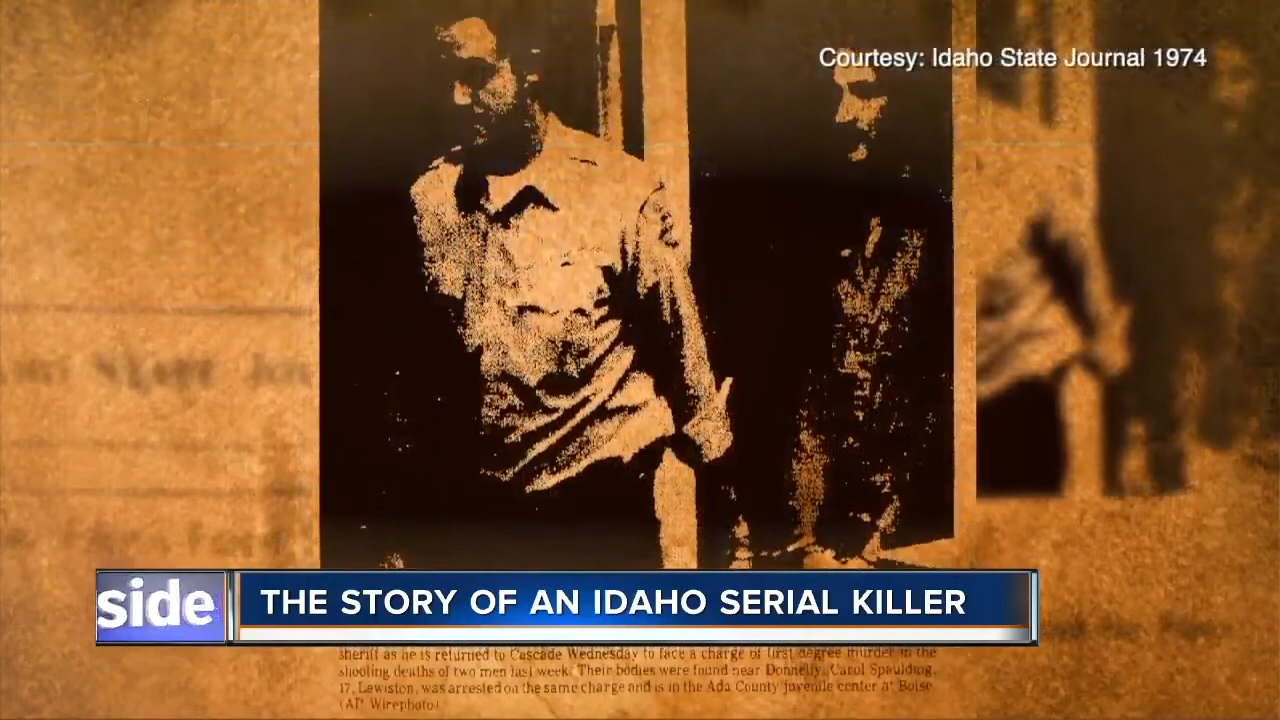 Courtesy: Idaho State Journal 1974
side
THE STORY OF AN IDAHO SERIAL KILLER
sheriff as he is returned to Cascade Wednesday to face a charge of first degree murder in the
shooting deaths of two men last week. Their bodies were found near Donnelly. Carol Spaulding,
17, Lewiston, was arrested on the same charge and is in the Ada County juvenile center at Boise.
(AP Wirephoto)